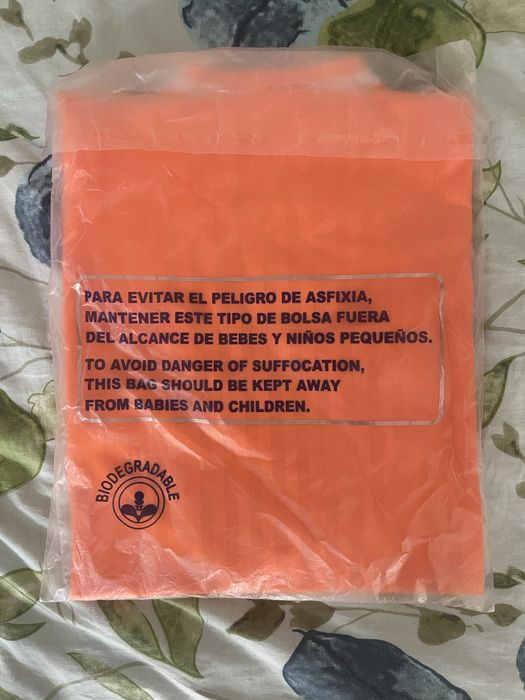 PARA EVITAR EL PELIGRO DE ASFIXIA,
MANTENER ESTE TIPO DE BOLSA FUERA
DEL ALCANCE DE BEBES Y NIÑOS PEQUEÑOS.
TO AVOID DANGER OF SUFFOCATION,
THIS BAG SHOULD BE KEPT AWAY
FROM BABIES AND CHILDREN.
BIODEGRADABLE